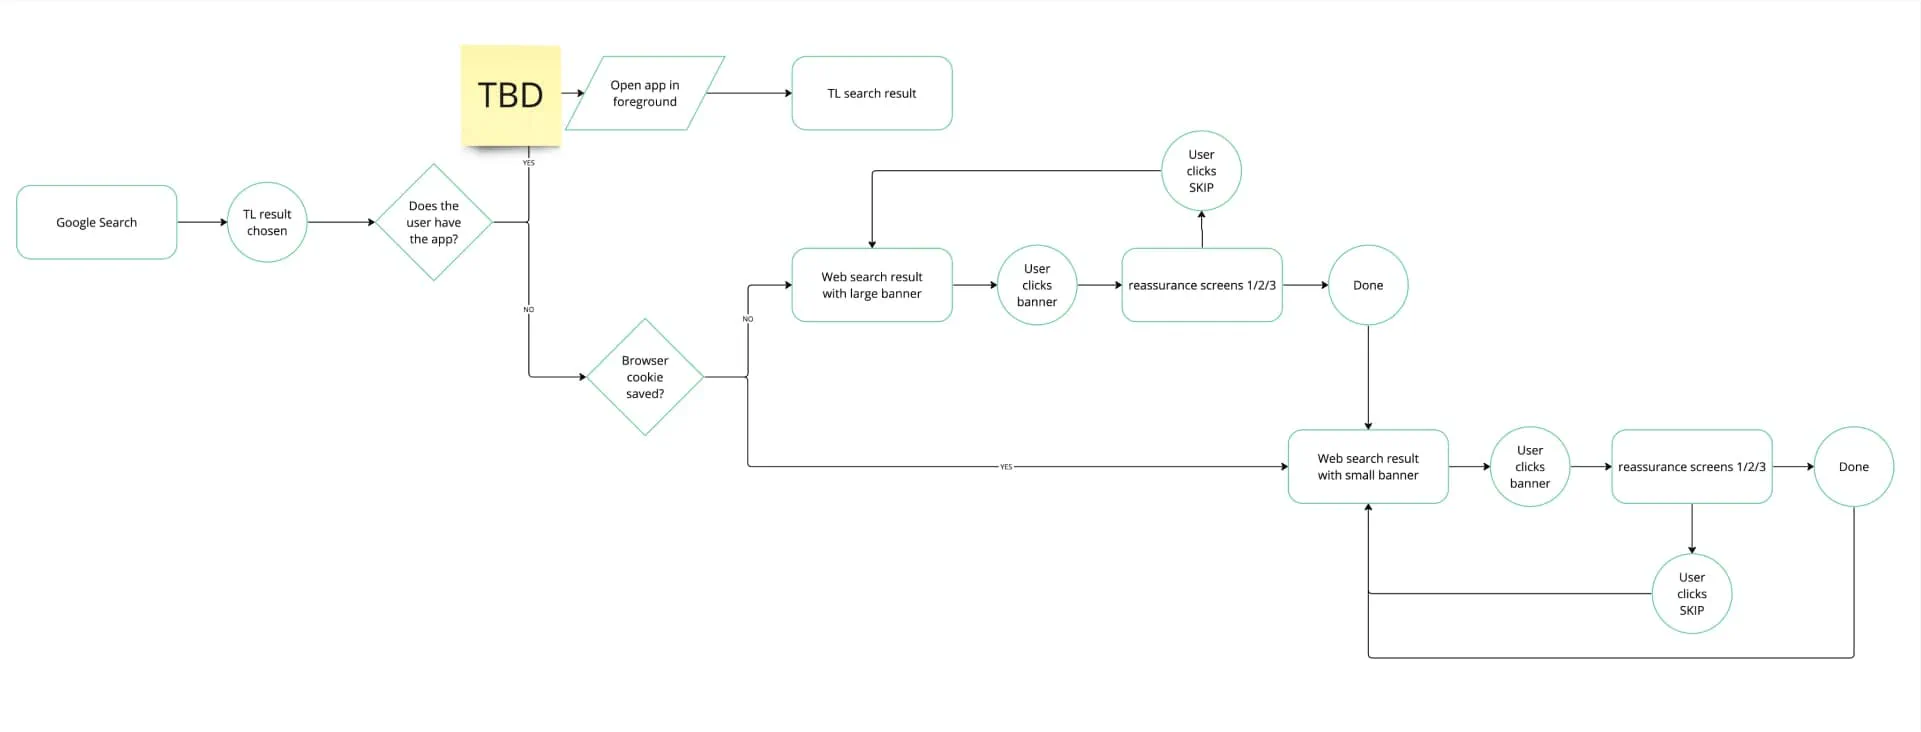 TBD
Open app in
foreground
TL search result
YES
Google Search
TL result
chosen
Does the
user have
the app?
NO
Browser
cookie
saved?
NO
YES
User
clicks
SKIP
Web search result
with large banner
User
clicks
banner
reassurance screens 1/2/3
Done
Web search result
with small banner
User
clicks
banner
reassurance screens 1/2/3
Done
User
clicks
SKIP